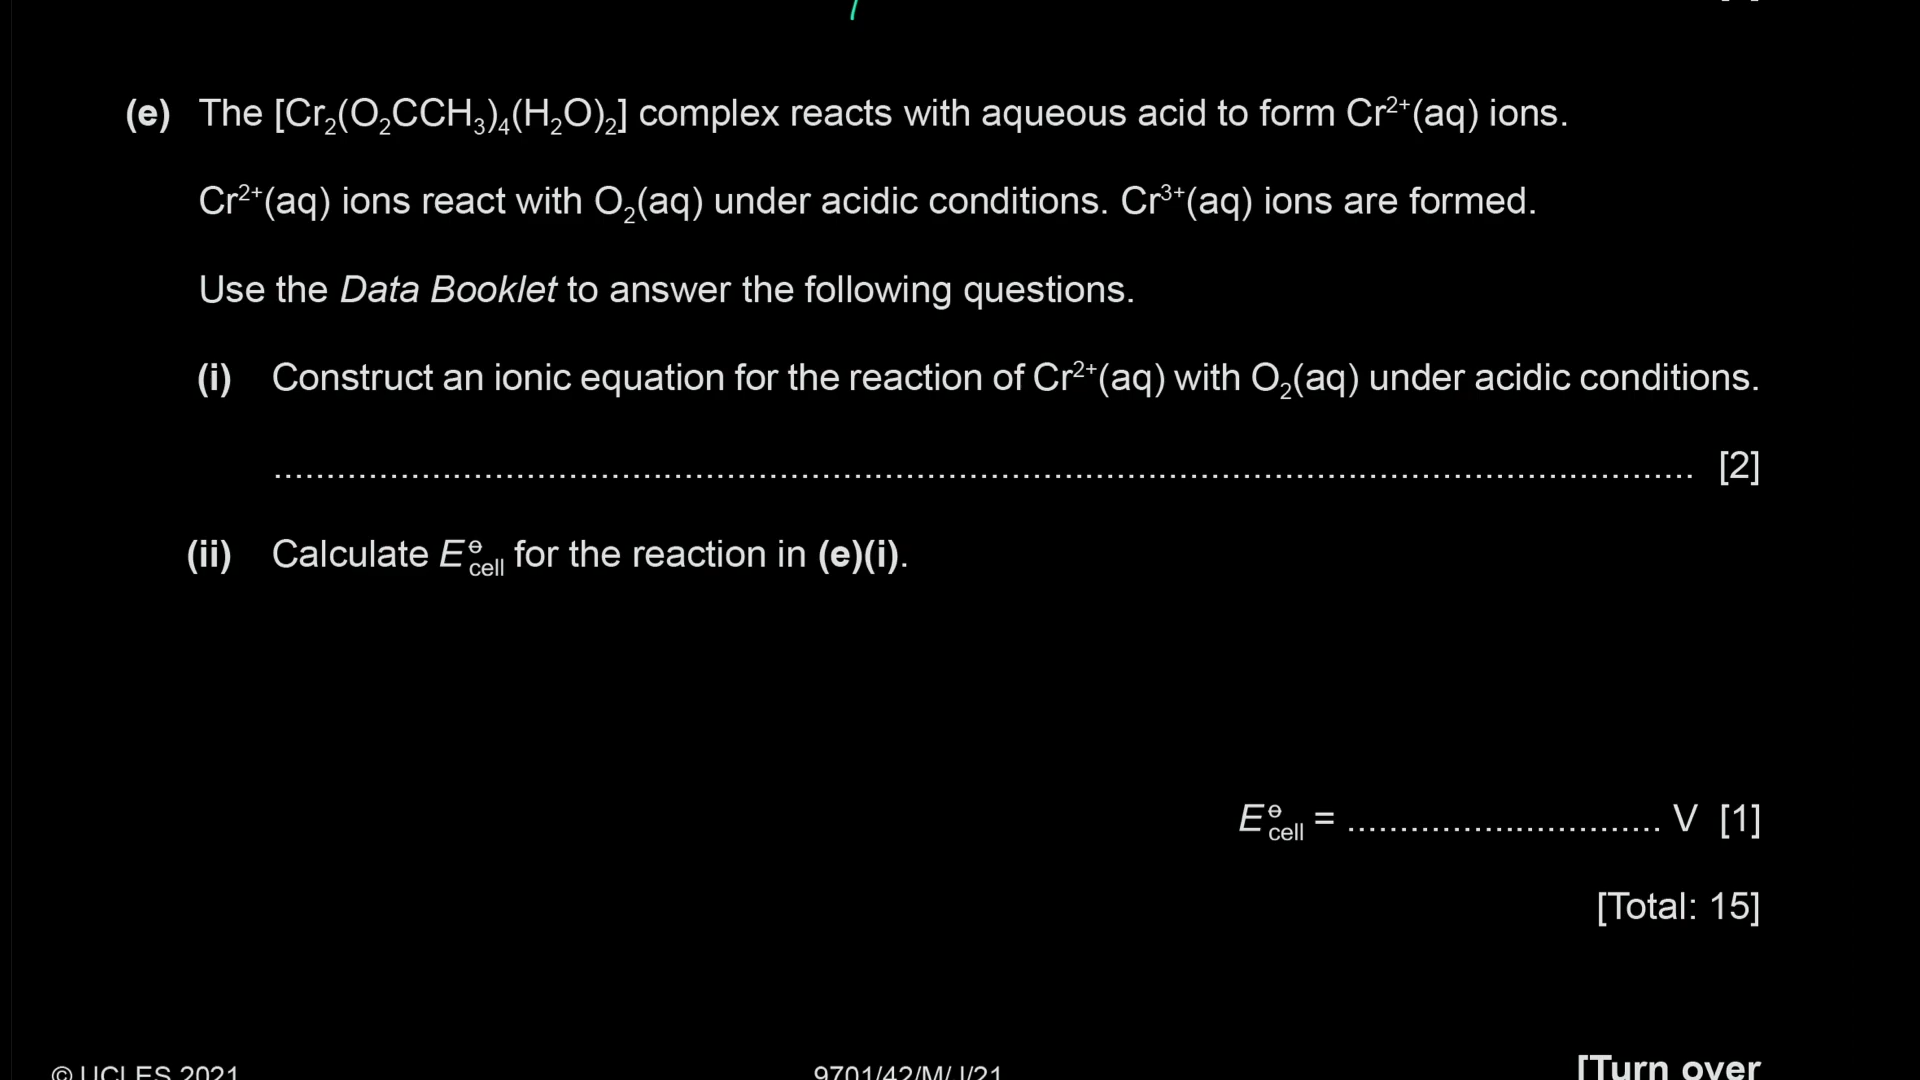 (e) The [Cr₂(O₂CCH₃)₄(H₂O)₂] complex reacts with aqueous acid to form Cr²⁺(aq) ions.
Cr²⁺(aq) ions react with O₂(aq) under acidic conditions. Cr³⁺(aq) ions are formed.
Use the Data Booklet to answer the following questions.
(i) Construct an ionic equation for the reaction of Cr²⁺(aq) with O₂(aq) under acidic conditions.
........................................................................................................................................ [2]
(ii) Calculate E⦵cell for the reaction in (e)(i).
E⦵cell = .............................. V [1]
[Total: 15]
© UCLES 2021 9701/42/M/J/21 [Turn over